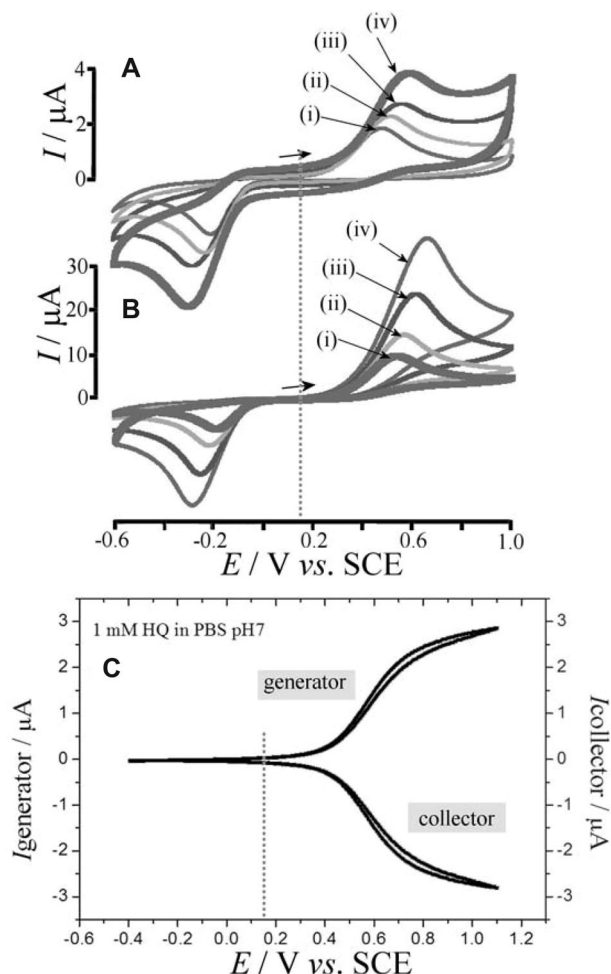 A
(iv)
(iii)
(ii)
(i)
4
2
0
I / μA
B
(iv)
(iii)
(ii)
(i)
30
20
10
0
I / μA
-0.6 -0.2 0.2 0.6 1.0
E / V vs. SCE
1 mM HQ in PBS pH7
C
generator
collector
3
2
1
0
-1
-2
-3
Igenerator / μA
3
2
1
0
-1
-2
-3
Icollector / μA
-0.6 -0.4 -0.2 0.0 0.2 0.4 0.6 0.8 1.0 1.2
E / V vs. SCE